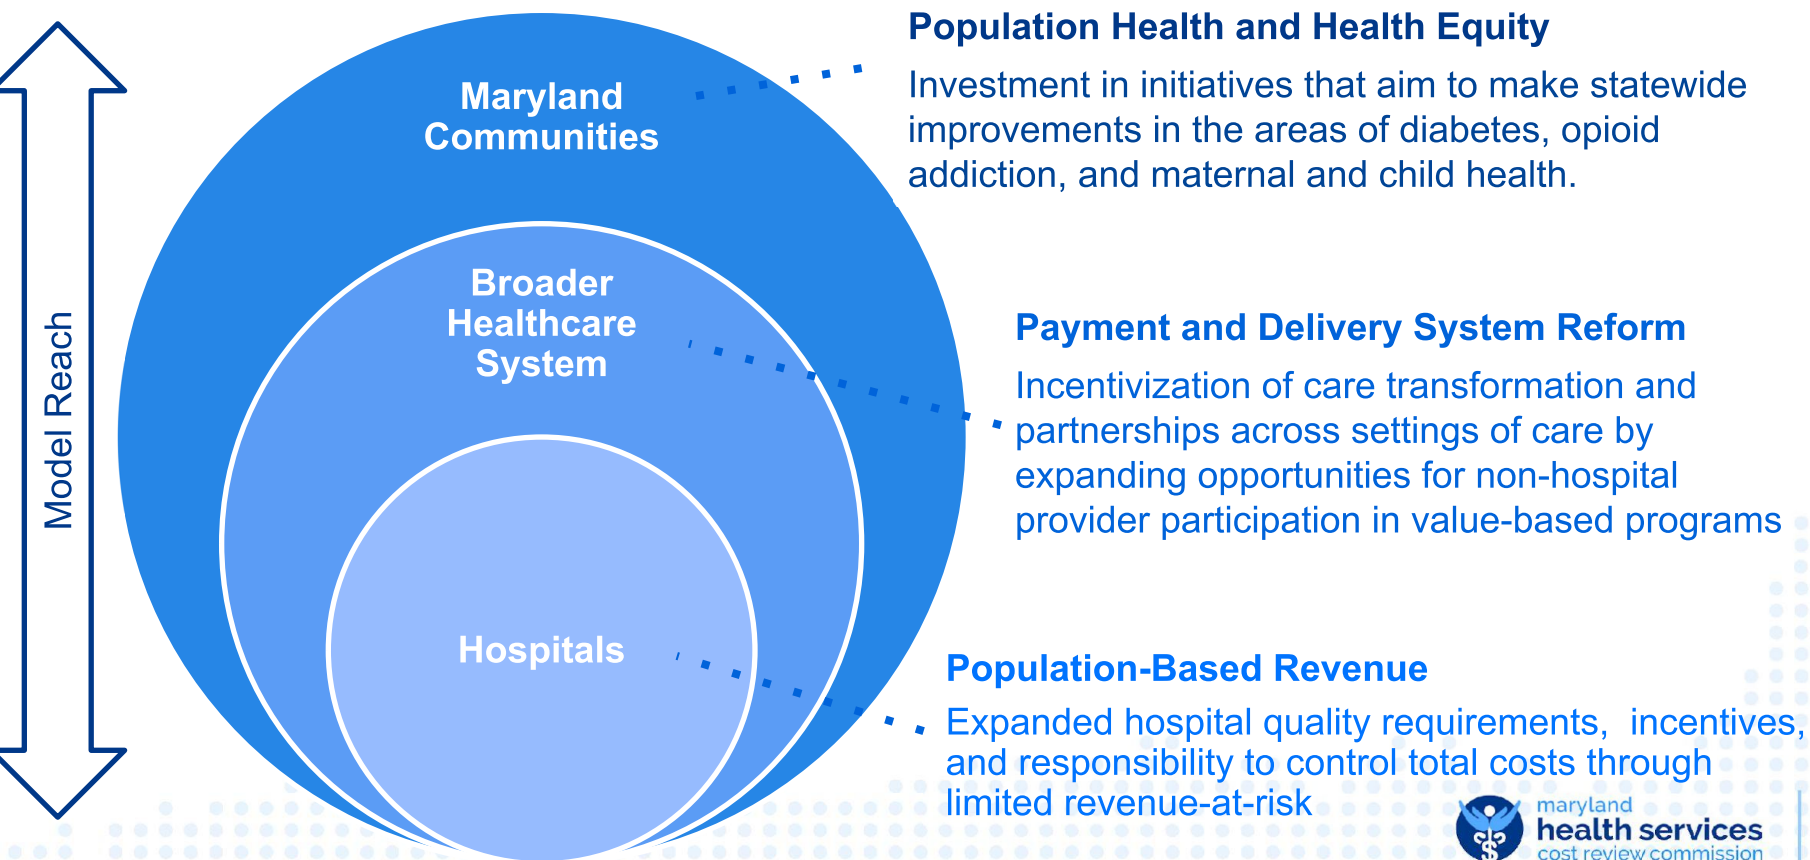 Population Health and Health Equity
Investment in initiatives that aim to make statewide
improvements in the areas of diabetes, opioid
addiction, and maternal and child health.
Maryland
Communities
Broader
Healthcare
System
Payment and Delivery System Reform
Incentivization of care transformation and
partnerships across settings of care by
expanding opportunities for non-hospital
provider participation in value-based programs
Model Reach
Hospitals
Population-Based Revenue
Expanded hospital quality requirements,  incentives,
and responsibility to control total costs through
limited revenue-at-risk
maryland
health services
cost review commission